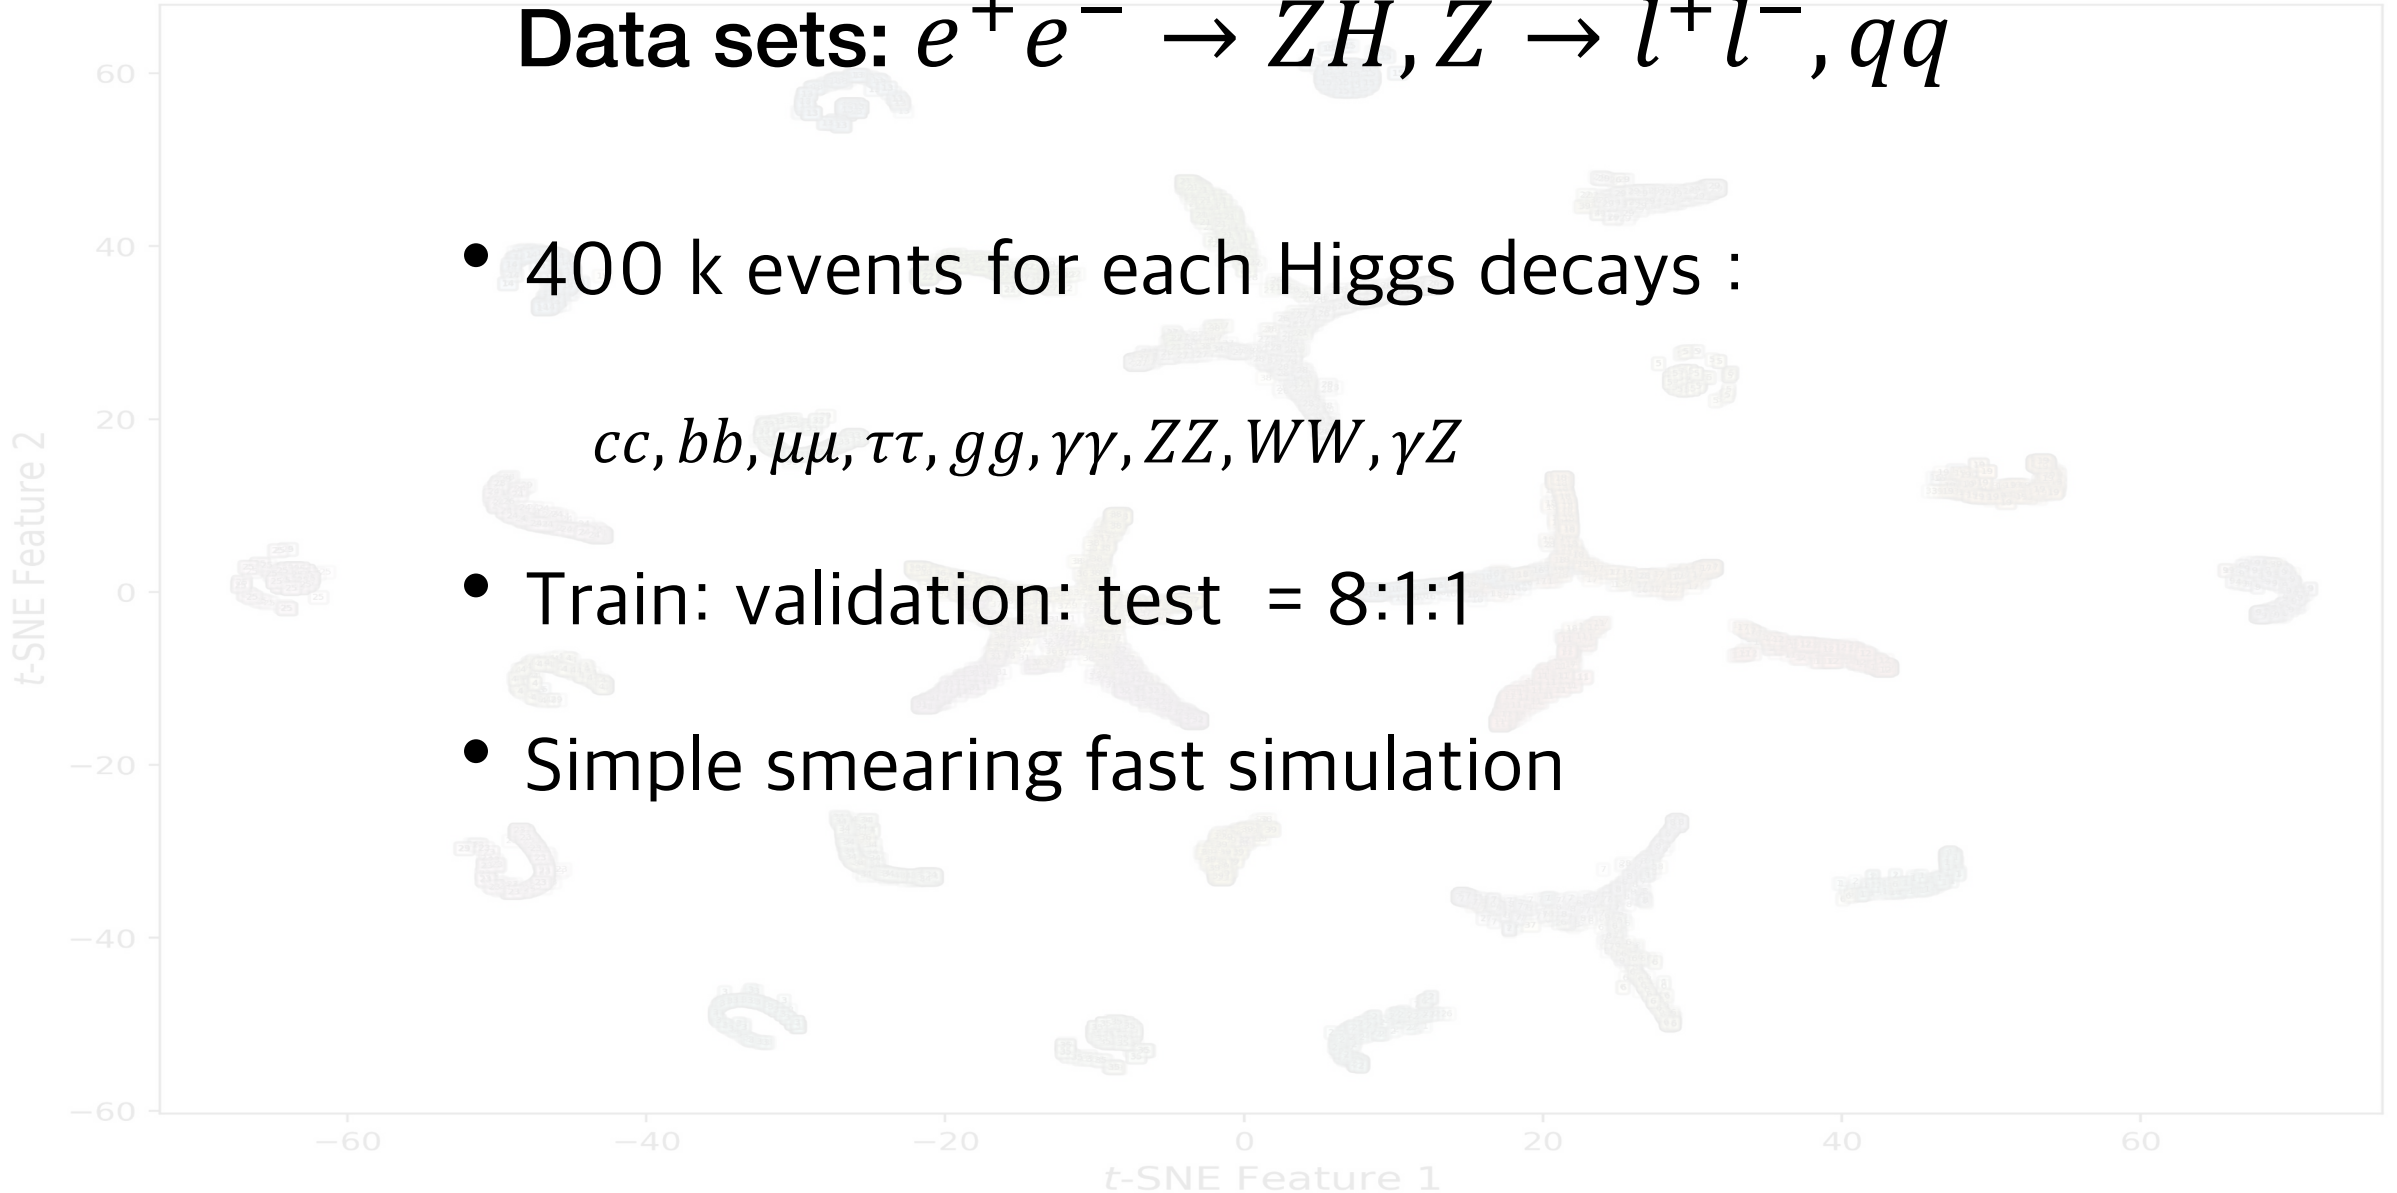 Data sets: e⁺e⁻ → ZH, Z → l⁺l⁻, qq
• 400 k events for each Higgs decays :
cc, bb, μμ, ττ, gg, γγ, ZZ, WW, γZ
• Train: validation: test = 8:1:1
• Simple smearing fast simulation
t-SNE Feature 2
60
40
20
0
−20
−40
−60
−60 −40 −20 0 20 40 60
t-SNE Feature 1